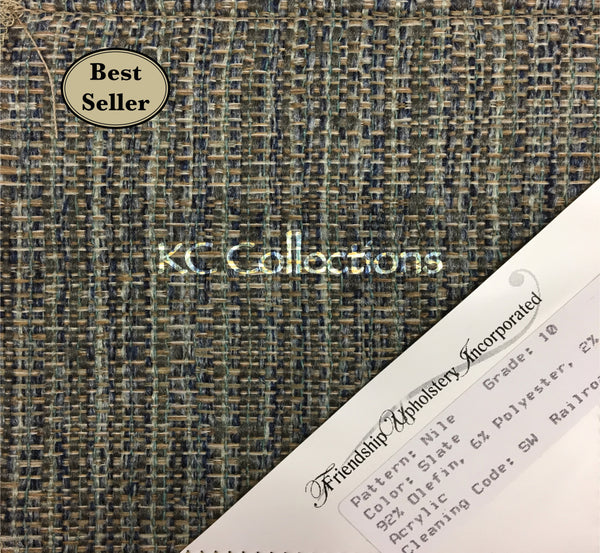 Best
Seller
KC Collections
Friendship Upholstery Incorporated
Pattern: Nile Grade: 10
Color: Slate
92% Olefin, 6% Polyester, 2%
Acrylic
Cleaning Code: SW Railro